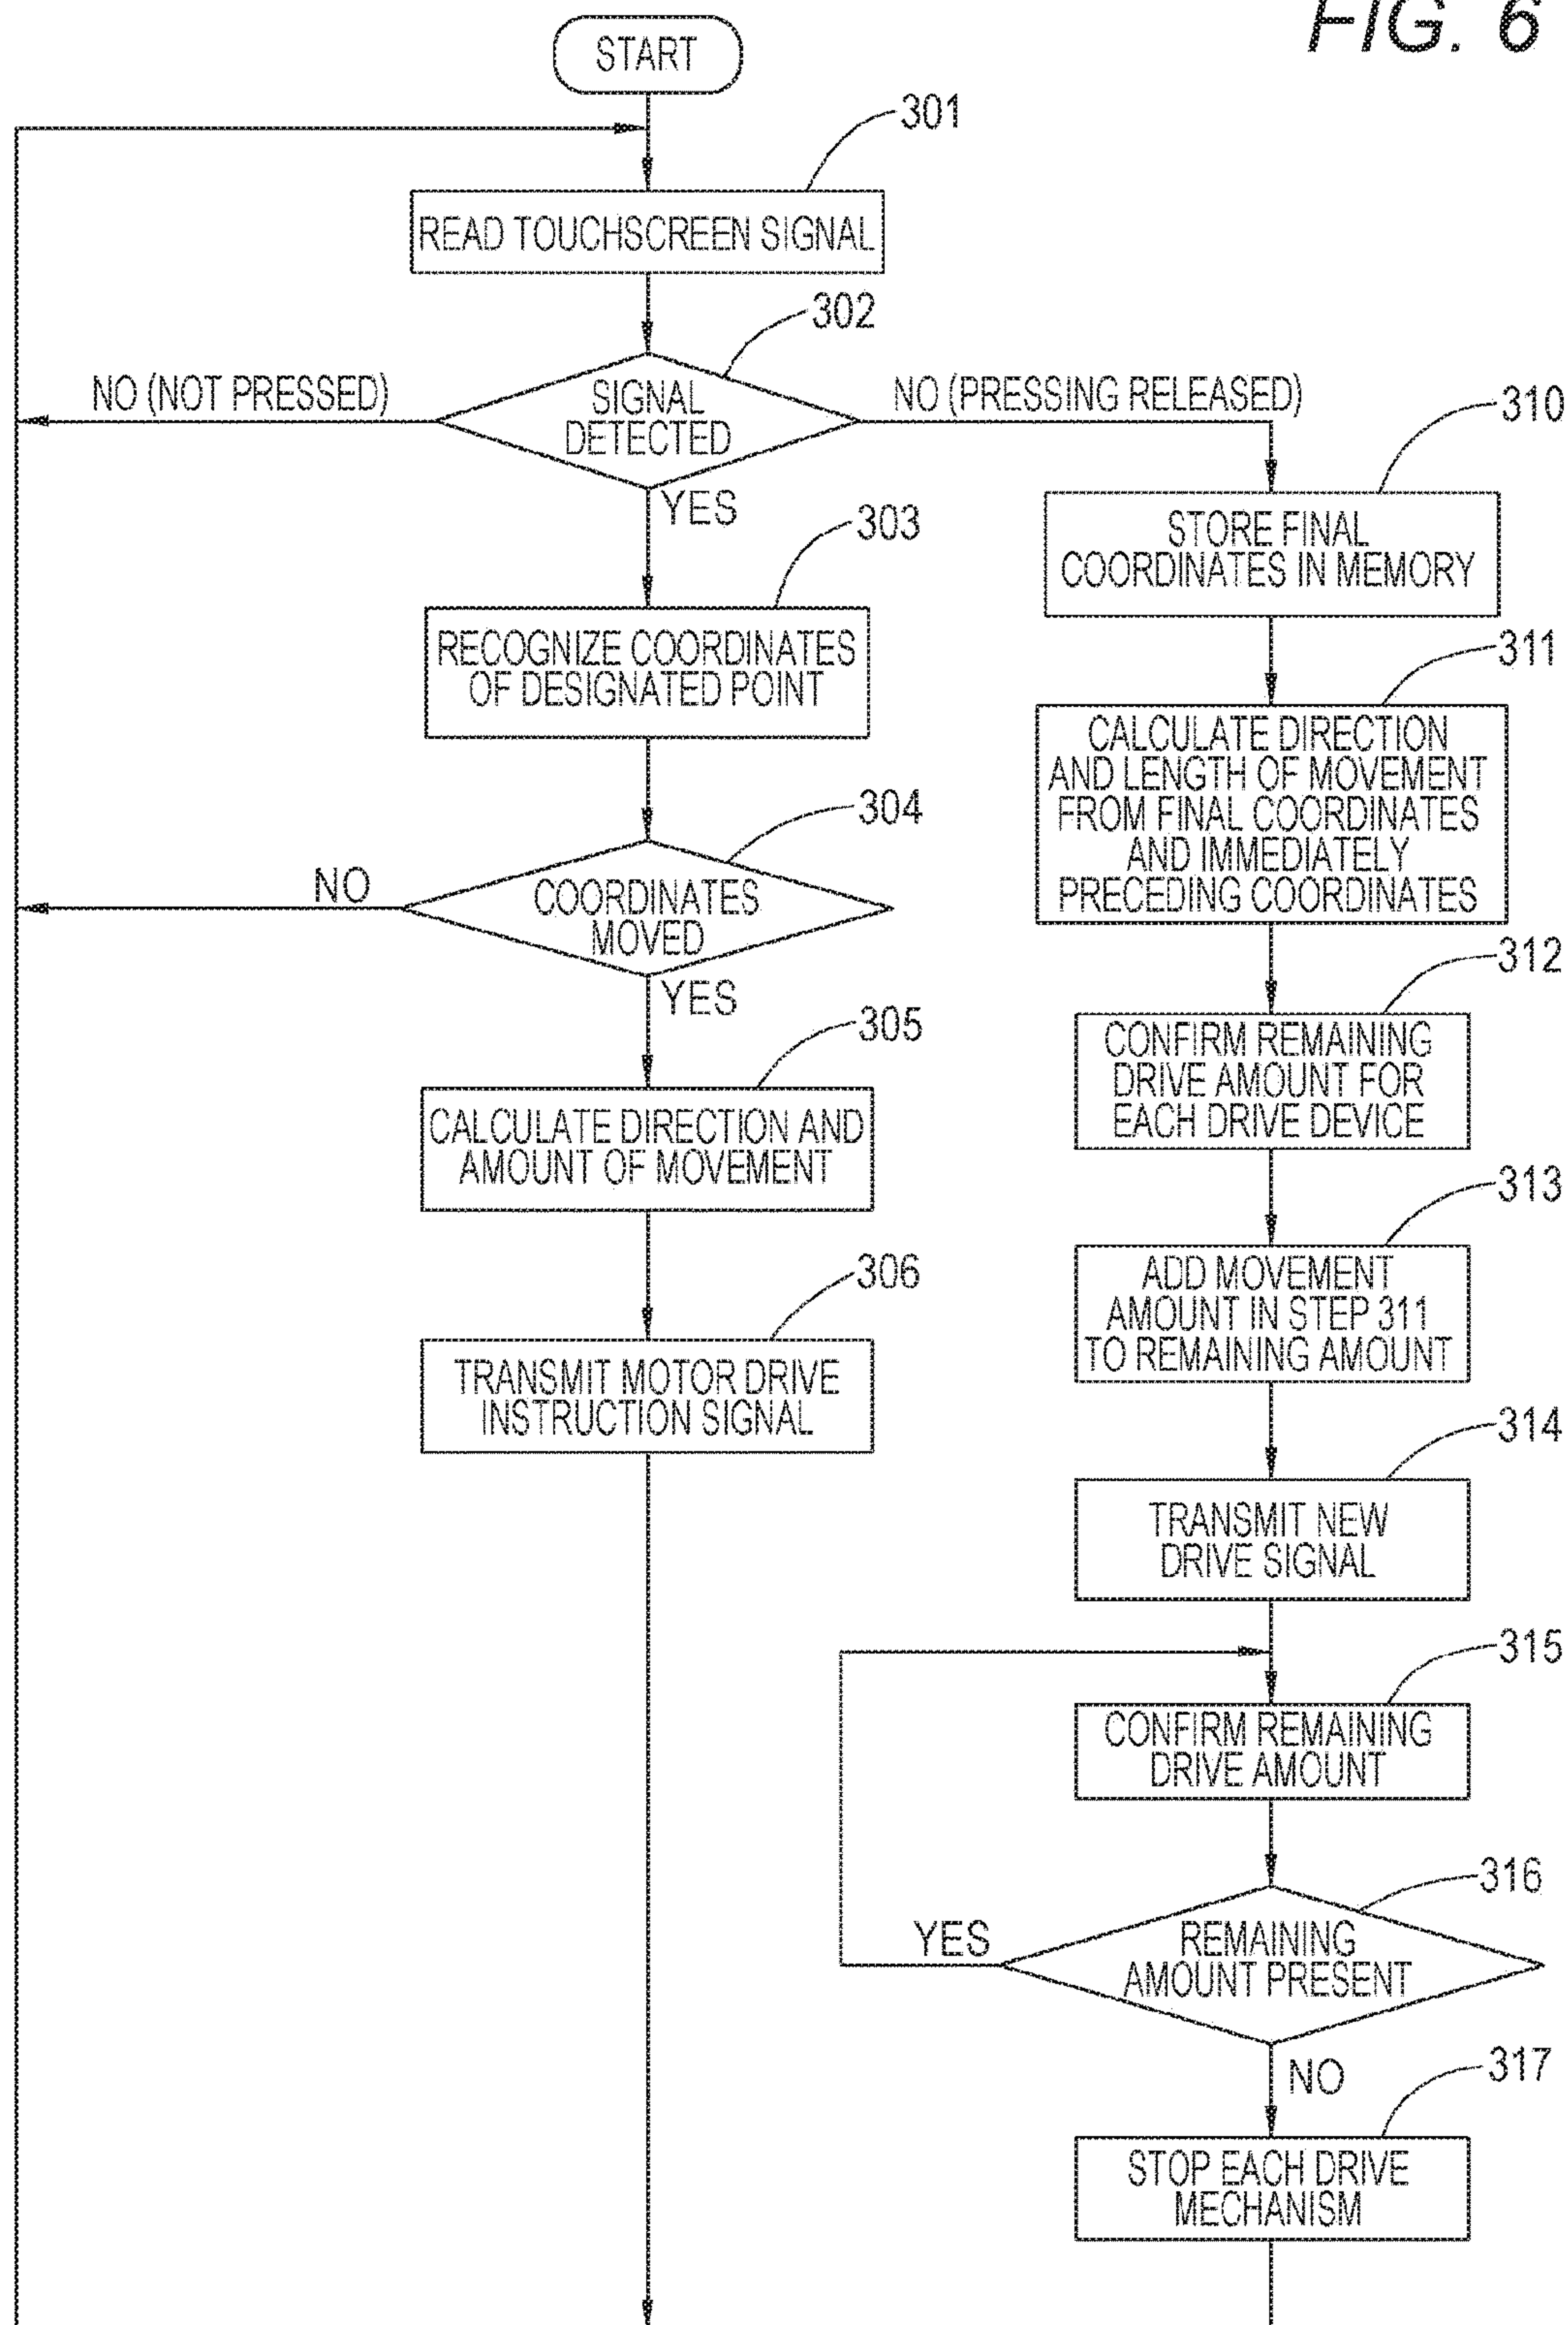 FIG. 6
START
301
READ TOUCHSCREEN SIGNAL
302
NO (NOT PRESSED)
SIGNAL
DETECTED
NO (PRESSING RELEASED)
YES
303
RECOGNIZE COORDINATES
OF DESIGNATED POINT
304
NO
COORDINATES
MOVED
YES
305
CALCULATE DIRECTION AND
AMOUNT OF MOVEMENT
306
TRANSMIT MOTOR DRIVE
INSTRUCTION SIGNAL
310
STORE FINAL
COORDINATES IN MEMORY
311
CALCULATE DIRECTION
AND LENGTH OF MOVEMENT
FROM FINAL COORDINATES
AND IMMEDIATELY
PRECEDING COORDINATES
312
CONFIRM REMAINING
DRIVE AMOUNT FOR
EACH DRIVE DEVICE
313
ADD MOVEMENT
AMOUNT IN STEP 311
TO REMAINING AMOUNT
314
TRANSMIT NEW
DRIVE SIGNAL
315
CONFIRM REMAINING
DRIVE AMOUNT
316
YES
REMAINING
AMOUNT PRESENT
NO
317
STOP EACH DRIVE
MECHANISM